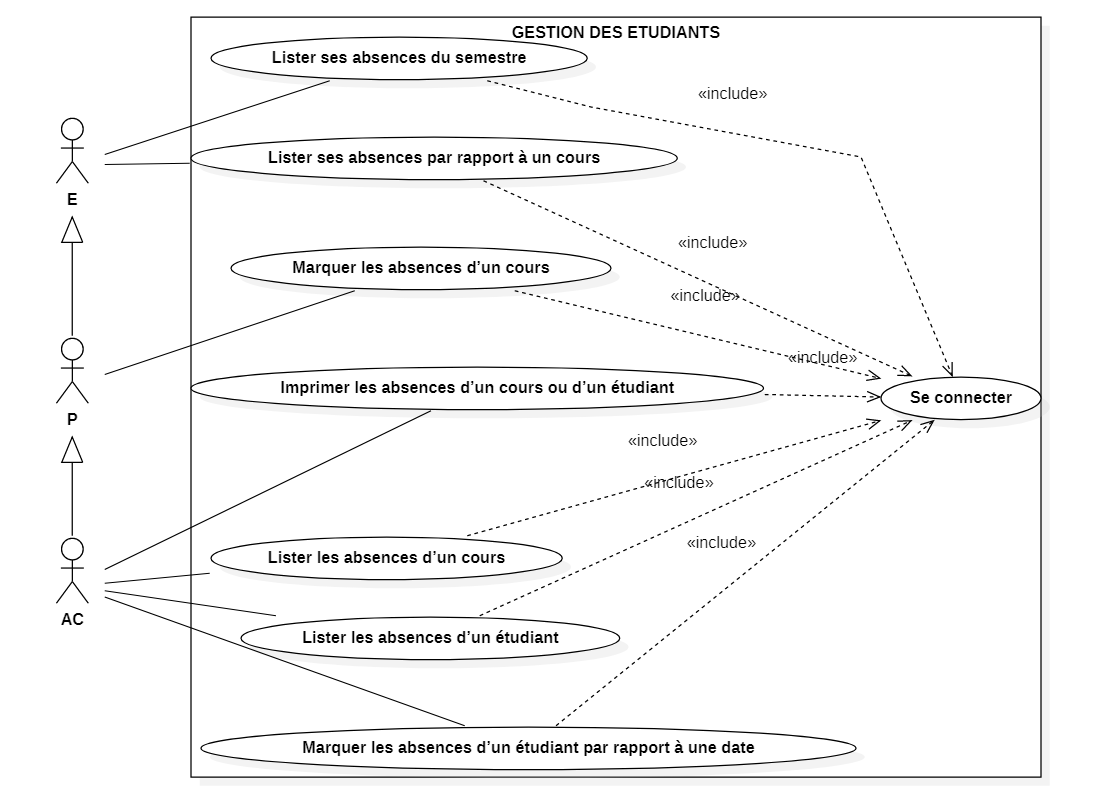 GESTION DES ETUDIANTS
Lister ses absences du semestre
«include»
E
Lister ses absences par rapport à un cours
«include»
Marquer les absences d’un cours
«include»
«include»
P
Imprimer les absences d’un cours ou d’un étudiant
Se connecter
«include»
«include»
«include»
AC
Lister les absences d’un cours
Lister les absences d’un étudiant
Marquer les absences d’un étudiant par rapport à une date